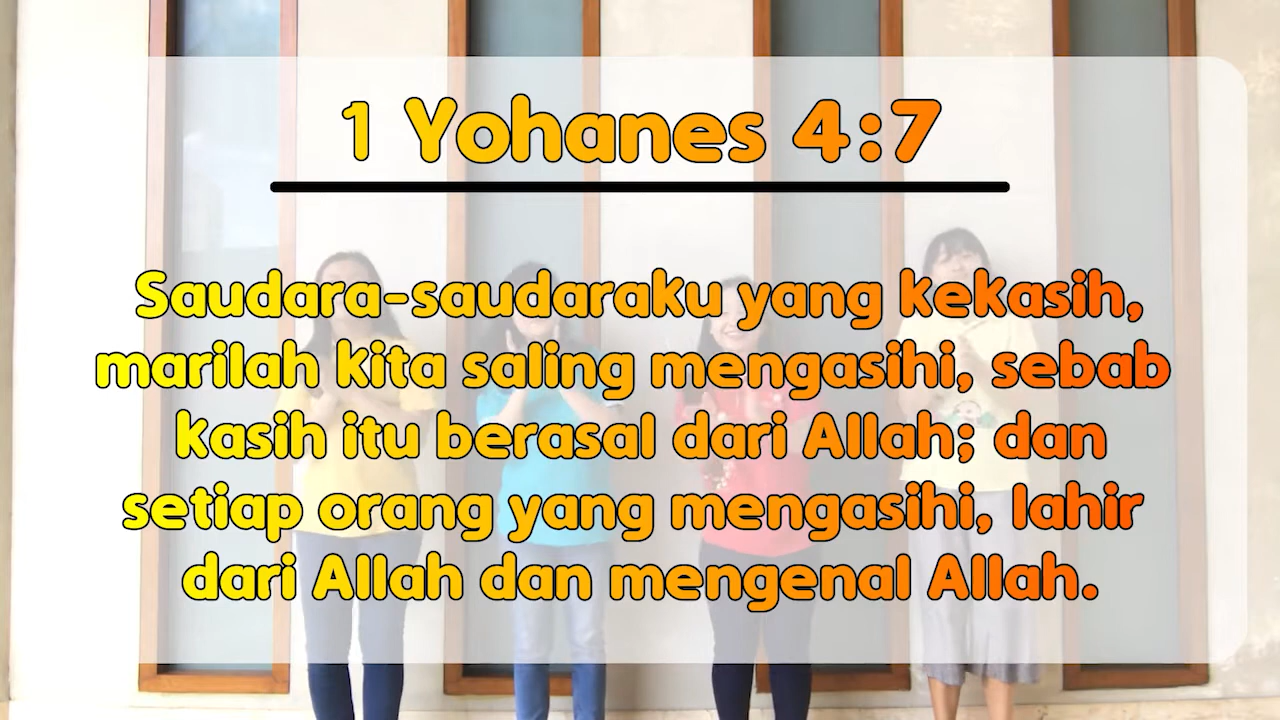 1 Yohanes 4:7
Saudara-saudaraku yang kekasih,
marilah kita saling mengasihi, sebab
kasih itu berasal dari Allah; dan
setiap orang yang mengasihi, lahir
dari Allah dan mengenal Allah.